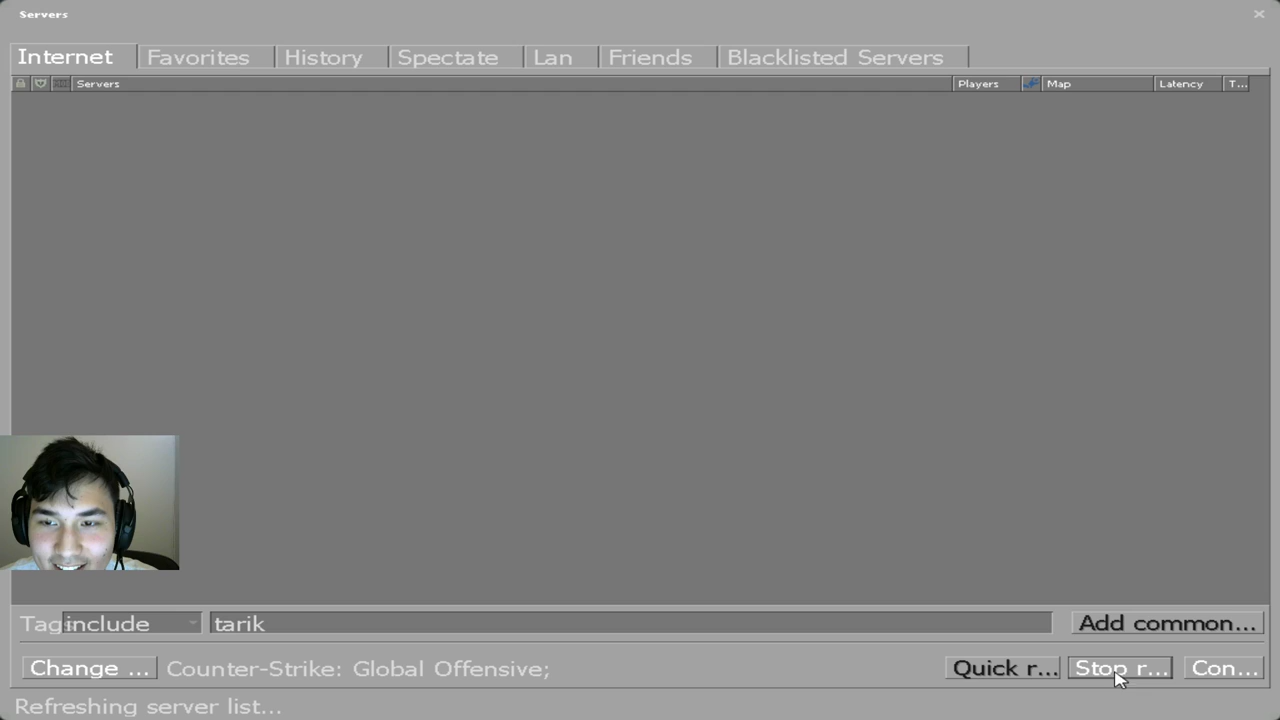 Servers
Internet
Favorites
History
Spectate
Lan
Friends
Blacklisted Servers
Servers
Players
Map
Latency
T...
Tags
include
tarik
Add common...
Change ...
Counter-Strike: Global Offensive;
Quick r...
Stop r...
Con...
Refreshing server list...